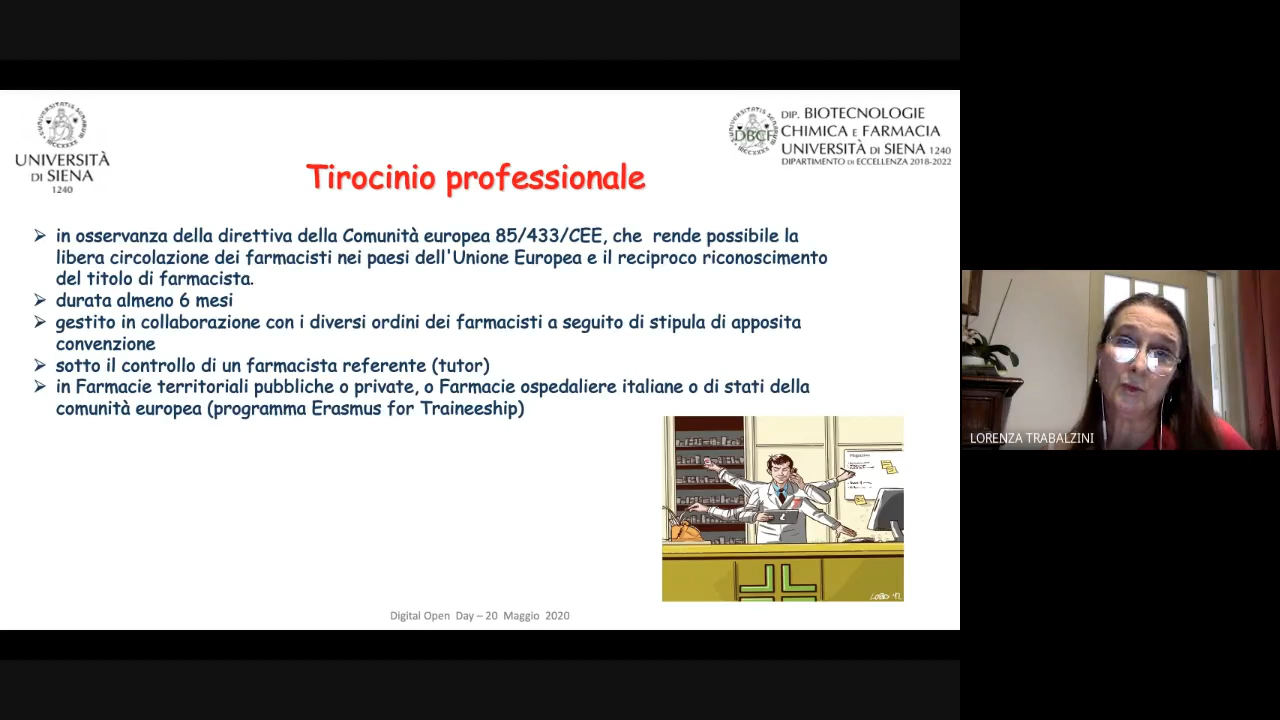 UNIVERSITÀ
DI SIENA
1240
DBCF
DIP. BIOTECNOLOGIE
CHIMICA E FARMACIA
UNIVERSITÀ DI SIENA 1240
DIPARTIMENTO DI ECCELLENZA 2018-2022
Tirocinio professionale
in osservanza della direttiva della Comunità europea 85/433/CEE, che rende possibile la
libera circolazione dei farmacisti nei paesi dell'Unione Europea e il reciproco riconoscimento
del titolo di farmacista.
durata almeno 6 mesi
gestito in collaborazione con i diversi ordini dei farmacisti a seguito di stipula di apposita
convenzione
sotto il controllo di un farmacista referente (tutor)
in Farmacie territoriali pubbliche o private, o Farmacie ospedaliere italiane o di stati della
comunità europea (programma Erasmus for Traineeship)
Digital Open Day – 20 Maggio 2020
LORENZA TRABALZINI